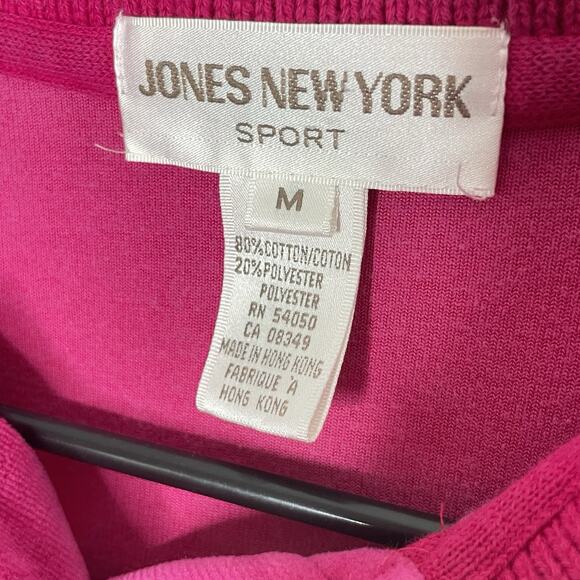 JONES NEW YORK
SPORT
M
80%COTTON/COTON
20%POLYESTER
POLYESTER
RN 54050
CA 08349
MADE IN HONG KONG
FABRIQUÉ À
HONG KONG